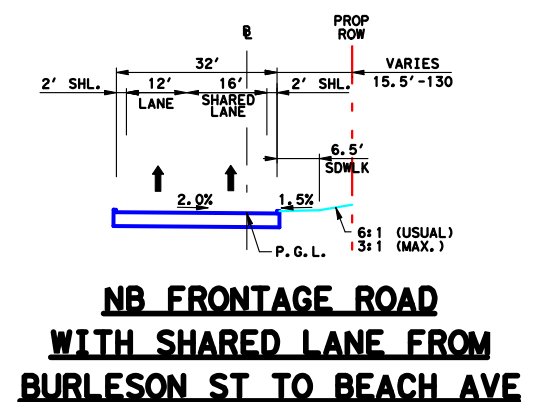 PROP
ROW
B
32'
VARIES
2' SHL.
12'
16'
2' SHL.
15.5'-130
LANE
SHARED
LANE
6.5'
SDWLK
2.0%
1.5%
6:1 (USUAL)
3:1 (MAX.)
P.G.L.
NB FRONTAGE ROAD
WITH SHARED LANE FROM
BURLESON ST TO BEACH AVE